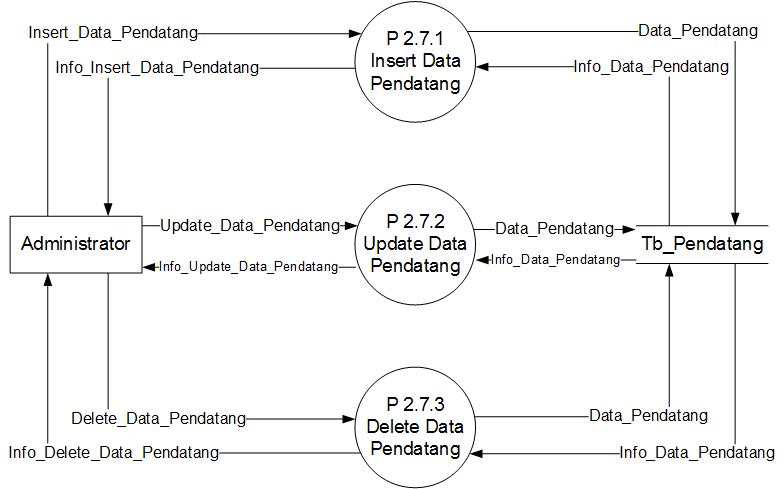 Insert_Data_Pendatang
P 2.7.1
Insert Data
Pendatang
Data_Pendatang
Info_Insert_Data_Pendatang
Info_Data_Pendatang
Administrator
Update_Data_Pendatang
P 2.7.2
Update Data
Pendatang
Data_Pendatang
Tb_Pendatang
Info_Update_Data_Pendatang
Info_Data_Pendatang
Delete_Data_Pendatang
P 2.7.3
Delete Data
Pendatang
Data_Pendatang
Info_Delete_Data_Pendatang
Info_Data_Pendatang